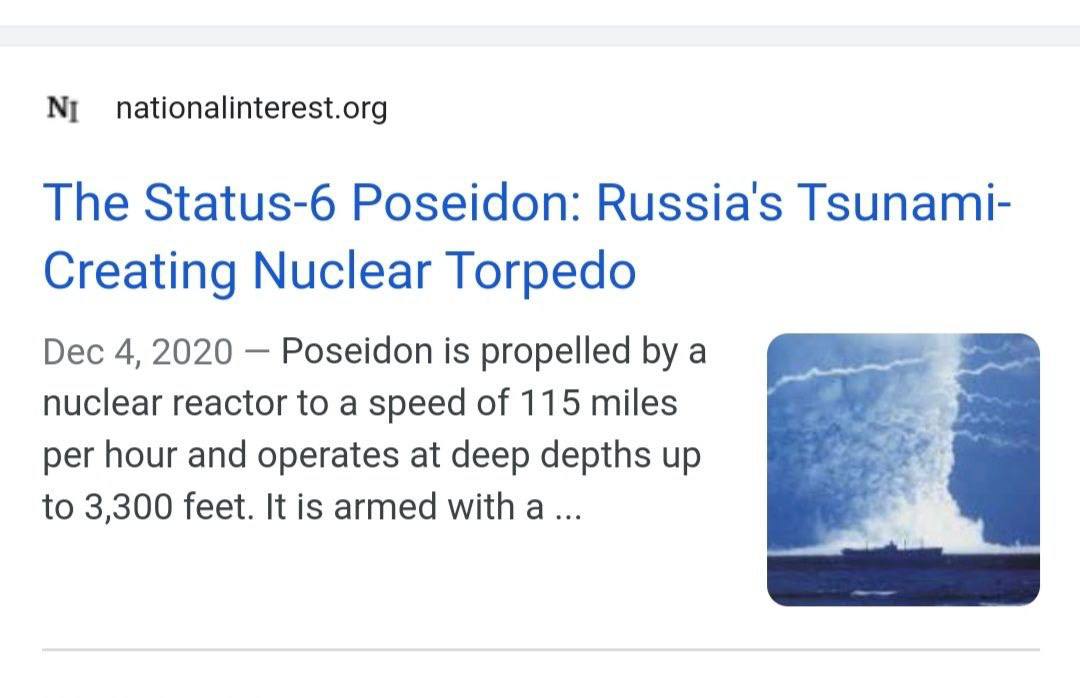 NI nationalinterest.org
The Status-6 Poseidon: Russia's Tsunami-
Creating Nuclear Torpedo
Dec 4, 2020 — Poseidon is propelled by a
nuclear reactor to a speed of 115 miles
per hour and operates at deep depths up
to 3,300 feet. It is armed with a ...